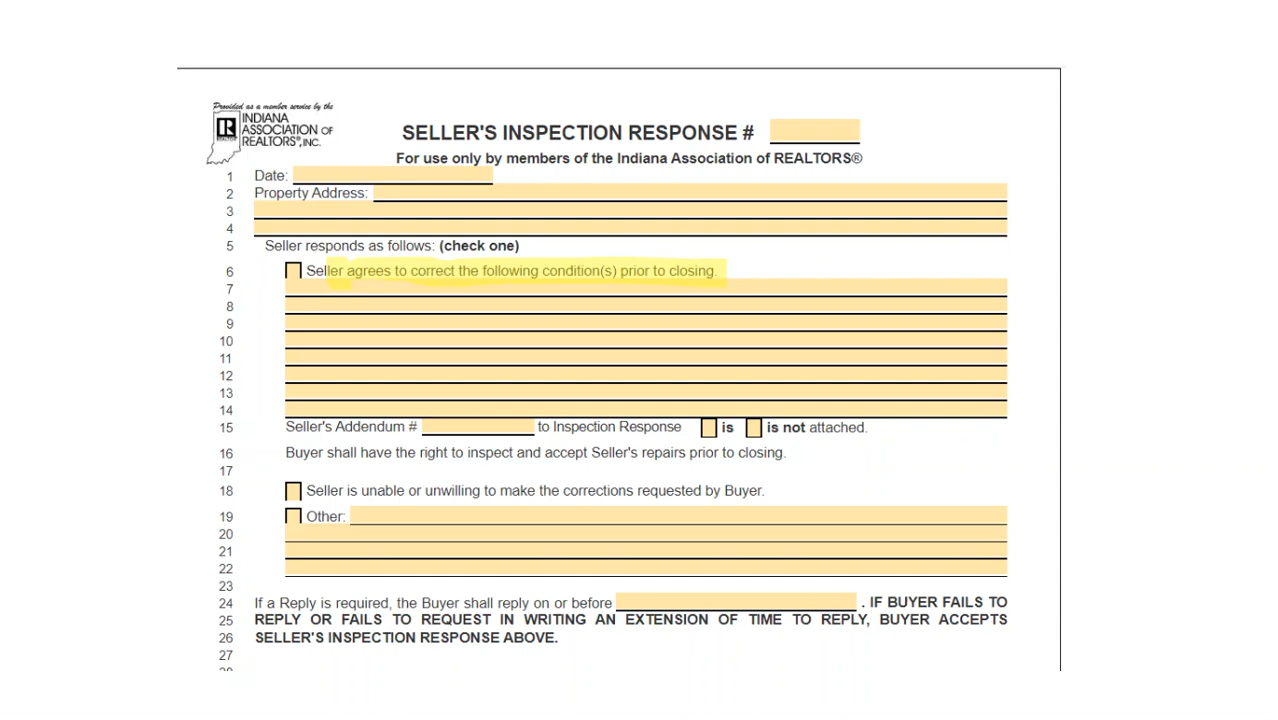 Provided as a member service by the
INDIANA
ASSOCIATION OF
REALTORS®, INC.
SELLER'S INSPECTION RESPONSE #
For use only by members of the Indiana Association of REALTORS®
1 Date:
2 Property Address:
3
4
5 Seller responds as follows: (check one)
6 Seller agrees to correct the following condition(s) prior to closing.
7
8
9
10
11
12
13
14
15 Seller's Addendum # to Inspection Response is is not attached.
16 Buyer shall have the right to inspect and accept Seller's repairs prior to closing.
17
18 Seller is unable or unwilling to make the corrections requested by Buyer.
19 Other:
20
21
22
23
24 If a Reply is required, the Buyer shall reply on or before . IF BUYER FAILS TO
25 REPLY OR FAILS TO REQUEST IN WRITING AN EXTENSION OF TIME TO REPLY, BUYER ACCEPTS
26 SELLER'S INSPECTION RESPONSE ABOVE.
27